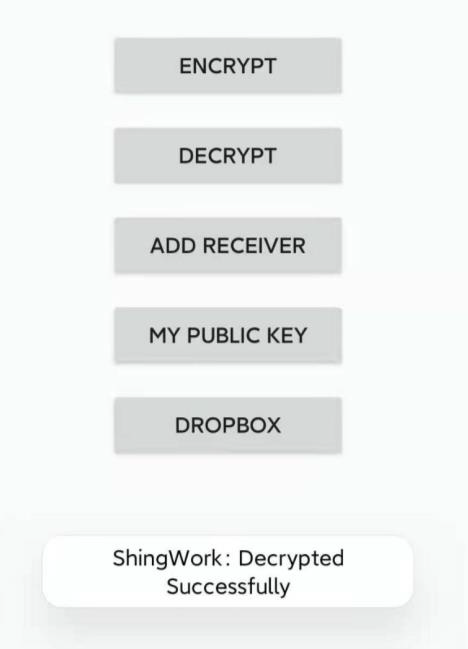 ENCRYPT
DECRYPT
ADD RECEIVER
MY PUBLIC KEY
DROPBOX
ShingWork: Decrypted
Successfully